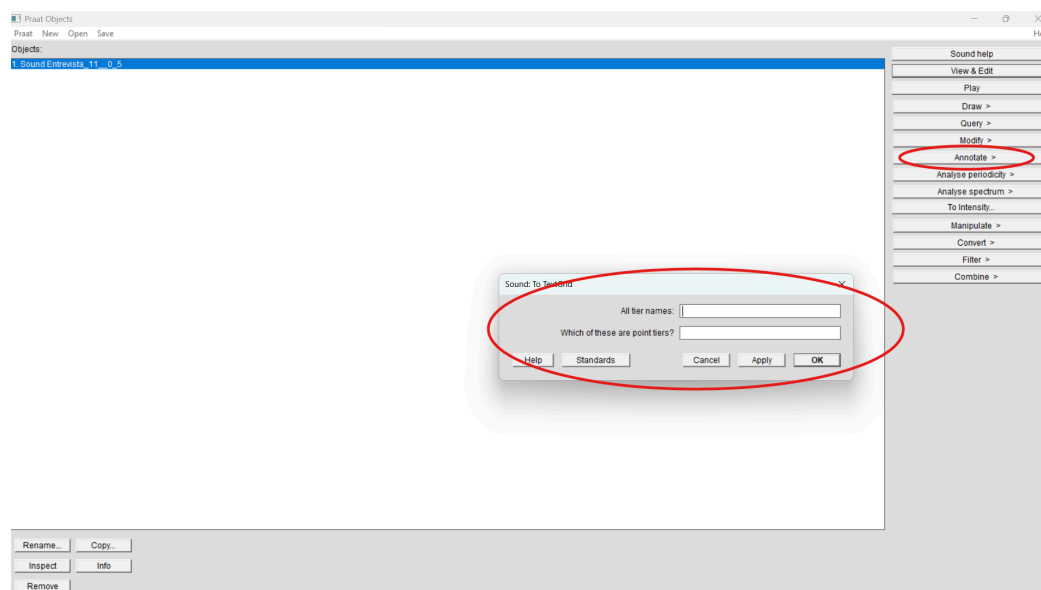 Praat Objects
Praat New Open Save
Objects:
1. Sound Entrevista_11__0_5
Sound help
View & Edit
Play
Draw >
Query >
Modify >
Annotate >
Analyse periodicity >
Analyse spectrum >
To Intensity...
Manipulate >
Convert >
Filter >
Combine >
Sound: To TextGrid
All tier names:
Which of these are point tiers?
Help Standards Cancel Apply OK
Rename... Copy...
Inspect Info
Remove